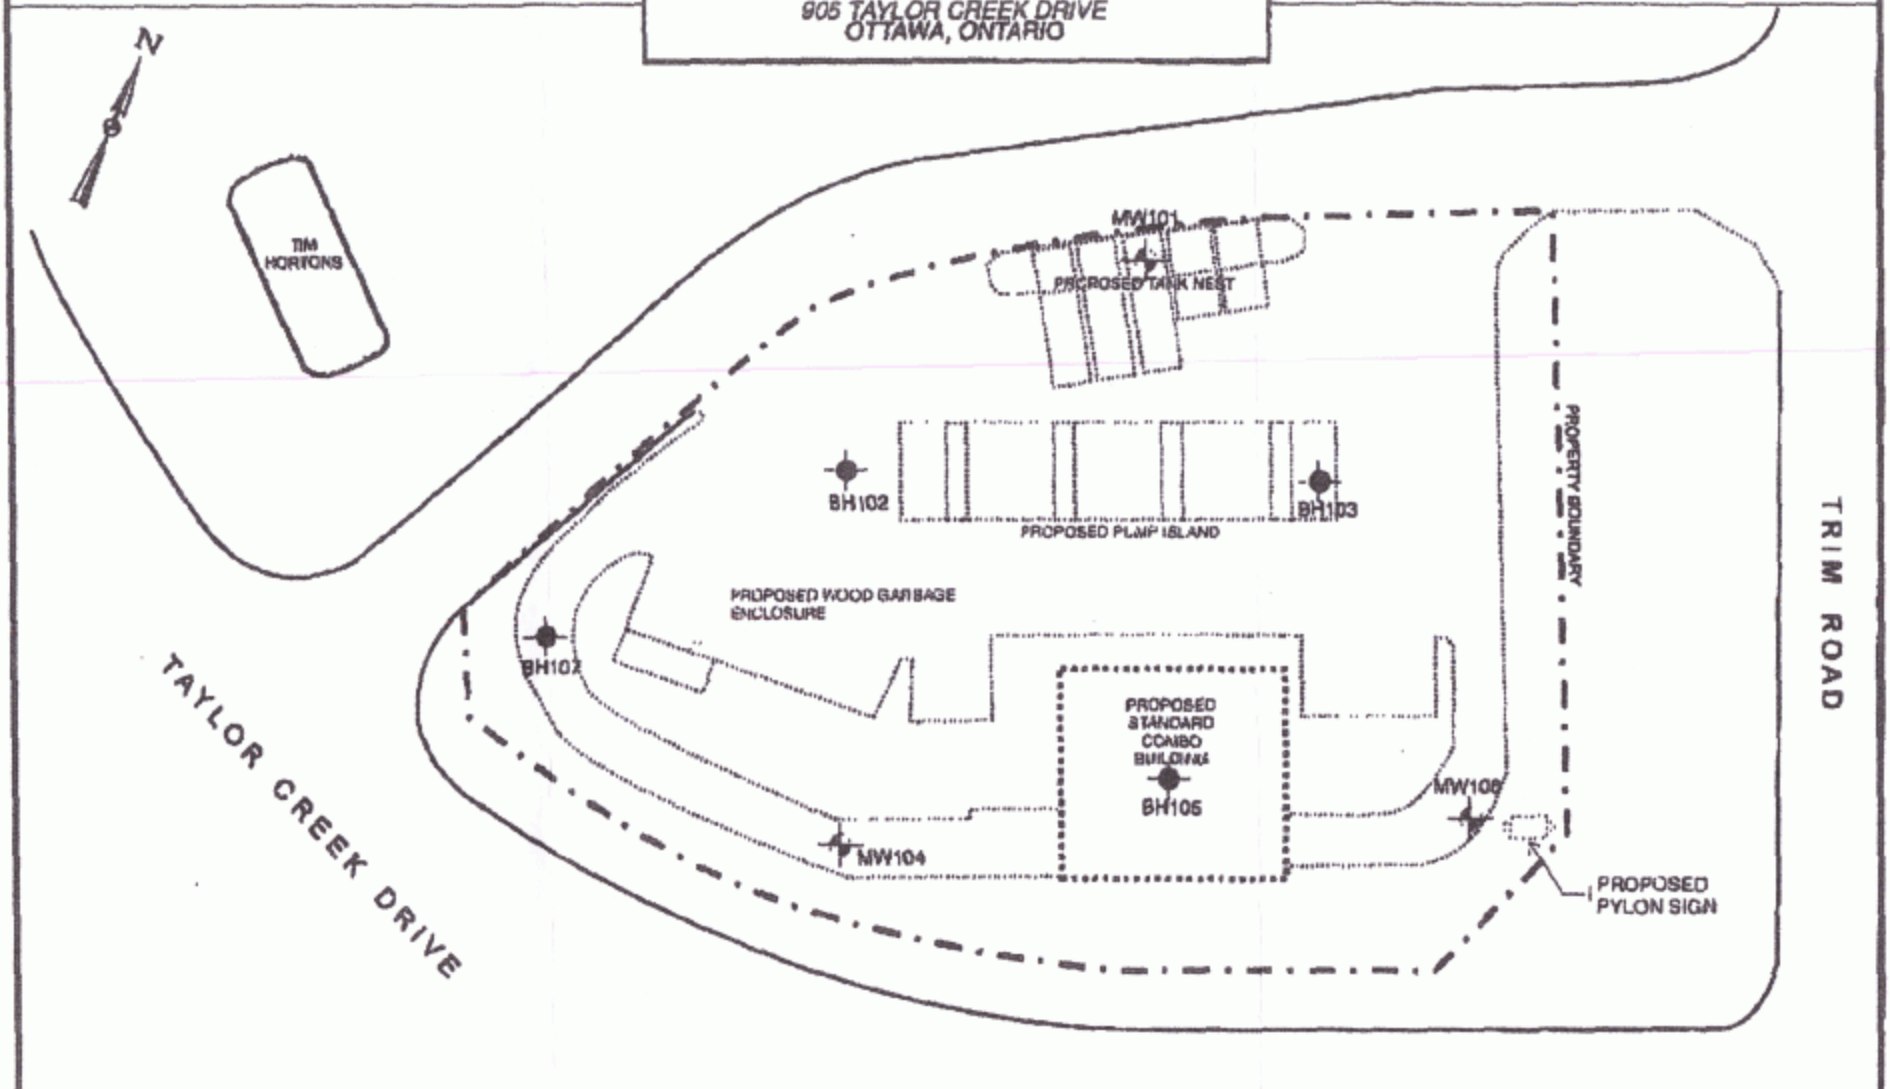 905 TAYLOR CREEK DRIVE
OTTAWA, ONTARIO
N
TIM
HORTONS
MW101
PROPOSED TANK NEST
BH102
BH103
PROPOSED PUMP ISLAND
PROPERTY BOUNDARY
TRIM ROAD
PROPOSED WOOD GARBAGE
ENCLOSURE
BH107
TAYLOR CREEK DRIVE
PROPOSED
STANDARD
COMBO
BUILDING
BH105
MW106
MW104
PROPOSED
PYLON SIGN